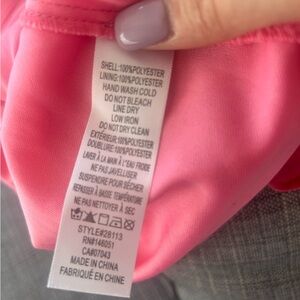 SHELL:100%POLYESTER
LINING:100%POLYESTER
HAND WASH COLD
DO NOT BLEACH
LINE DRY
LOW IRON
DO NOT DRY CLEAN
EXTÉRIEUR:100%POLYESTER
DOUBLURE:100%POLYESTER
LAVER À LA MAIN À L'EAU FROIDE
NE PAS JAVELLISER
SUSPENDRE POUR SÉCHER
REPASSER À BASSE TEMPÉRATURE
NE PAS NETTOYER À SEC
STYLE#28113
RN#146051
CA#07043
MADE IN CHINA
FABRIQUÉ EN CHINE